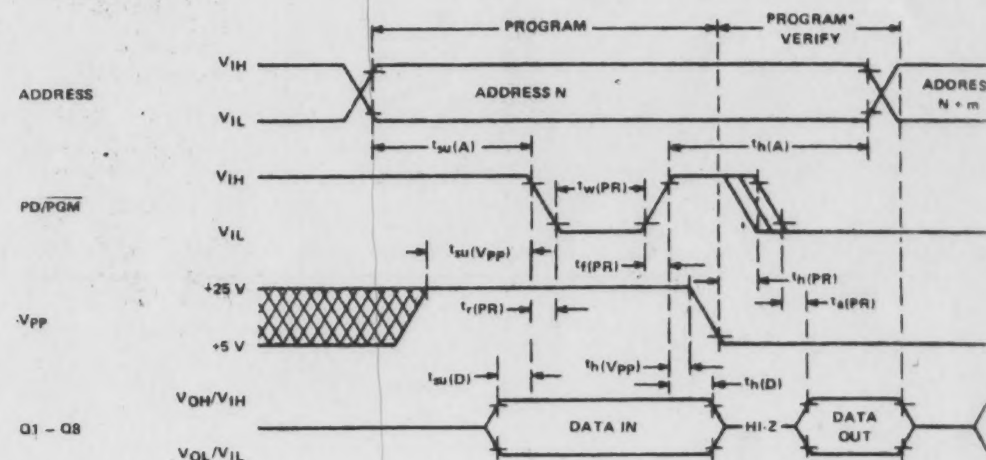 PROGRAM
PROGRAM*
VERIFY
ADDRESS
VIH
VIL
ADDRESS N
ADDRES
N + m
tsu(A)
th(A)
PD/PGM
VIH
VIL
tw(PR)
tsu(VPP)
tf(PR)
th(PR)
tr(PR)
ta(PR)
VPP
+25 V
+5 V
tsu(D)
th(VPP)
th(D)
Q1 - Q8
VOH/VIH
VOL/VIL
DATA IN
HI-Z
DATA
OUT